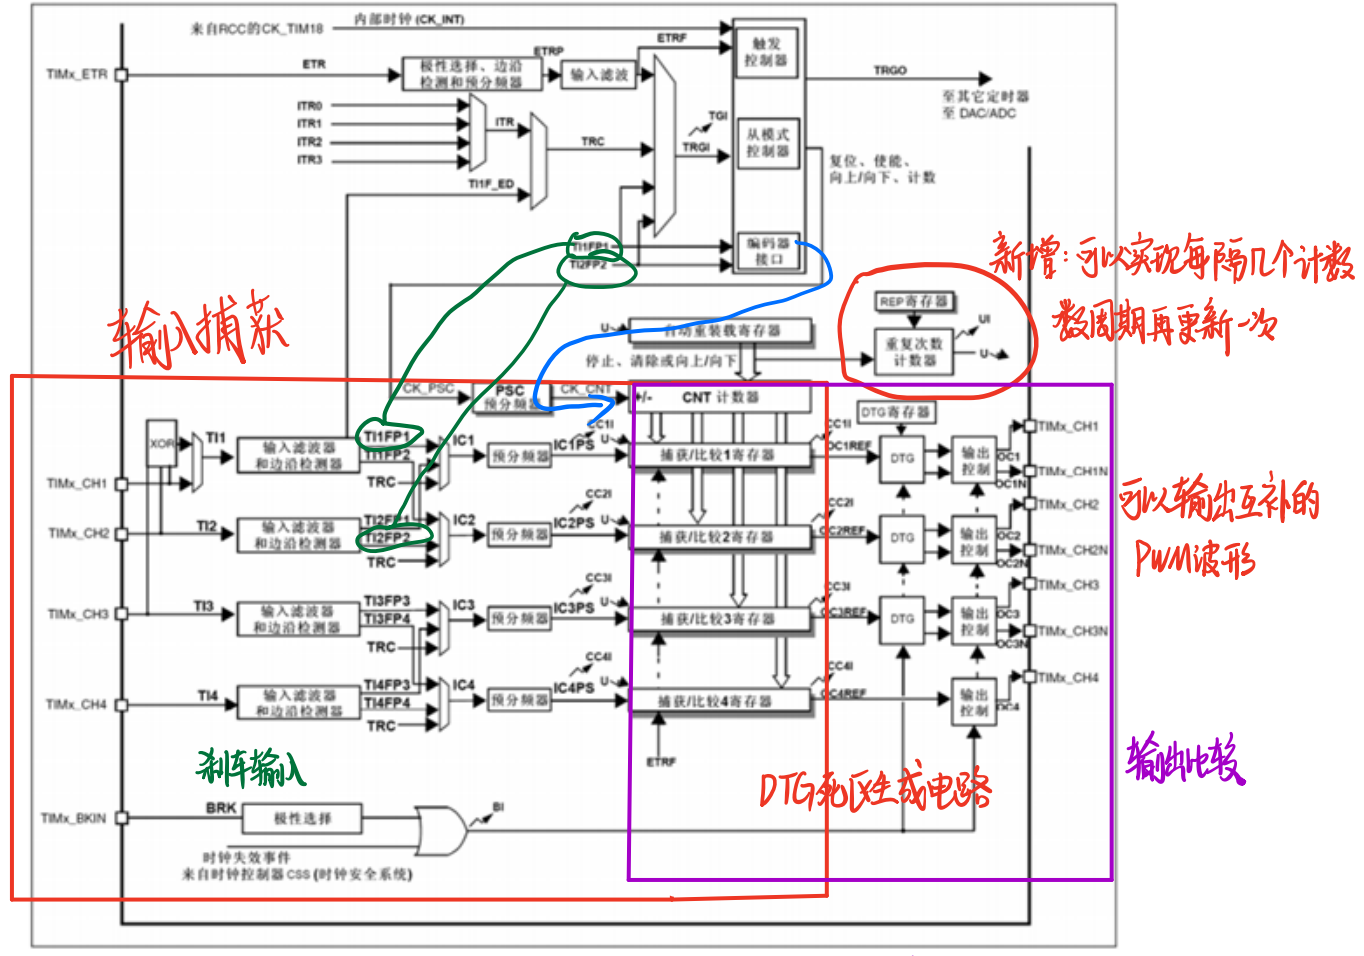 内部时钟 (CK_INT)
来自RCC的CK_TIM18
ETRF
触发
控制器
TRGO
至其它定时器
至 DAC/ADC
TIMx_ETR
ETR
极性选择、边沿
检测和预分频器
ETRP
输入滤波
ITR0
ITR1
ITR2
ITR3
ITR
TRC
TGI
TRGI
从模式
控制器
复位、使能、
向上/向下、计数
TI1F_ED
TI1FP1
TI2FP2
编码器
接口
新增:可以实现每隔几个计数
数周期再更新一次
REP寄存器
UI
重复次数
计数器
U
输入捕获
U
自动重装载寄存器
停止、清除或向上/向下
CK_PSC
PSC
预分频器
CK_CNT
+/-
CNT 计数器
DTG寄存器
XOR
TI1
输入滤波器
和边沿检测器
TI1FP1
TI1FP2
TRC
IC1
预分频器
IC1PS
CC1I
U
捕获/比较1寄存器
CC1I
OC1REF
DTG
输出
控制
OC1
OC1N
TIMx_CH1
TIMx_CH1N
TIMx_CH1
TIMx_CH2
TI2
输入滤波器
和边沿检测器
TI2FP1
TI2FP2
TRC
IC2
预分频器
IC2PS
CC2I
U
捕获/比较2寄存器
CC2I
OC2REF
DTG
输出
控制
OC2
OC2N
TIMx_CH2
TIMx_CH2N
可以输出互补的
PWM波形
TIMx_CH3
TI3
输入滤波器
和边沿检测器
TI3FP3
TI3FP4
TRC
IC3
预分频器
IC3PS
CC3I
U
捕获/比较3寄存器
CC3I
OC3REF
DTG
输出
控制
OC3
OC3N
TIMx_CH3
TIMx_CH3N
TIMx_CH4
TI4
输入滤波器
和边沿检测器
TI4FP3
TI4FP4
TRC
IC4
预分频器
IC4PS
CC4I
U
捕获/比较4寄存器
CC4I
OC4REF
输出
控制
OC4
TIMx_CH4
ETRF
刹车输入
DTG死区生成电路
输出比较
TIMx_BKIN
BRK
极性选择
BI
时钟失效事件
来自时钟控制器 CSS (时钟安全系统)